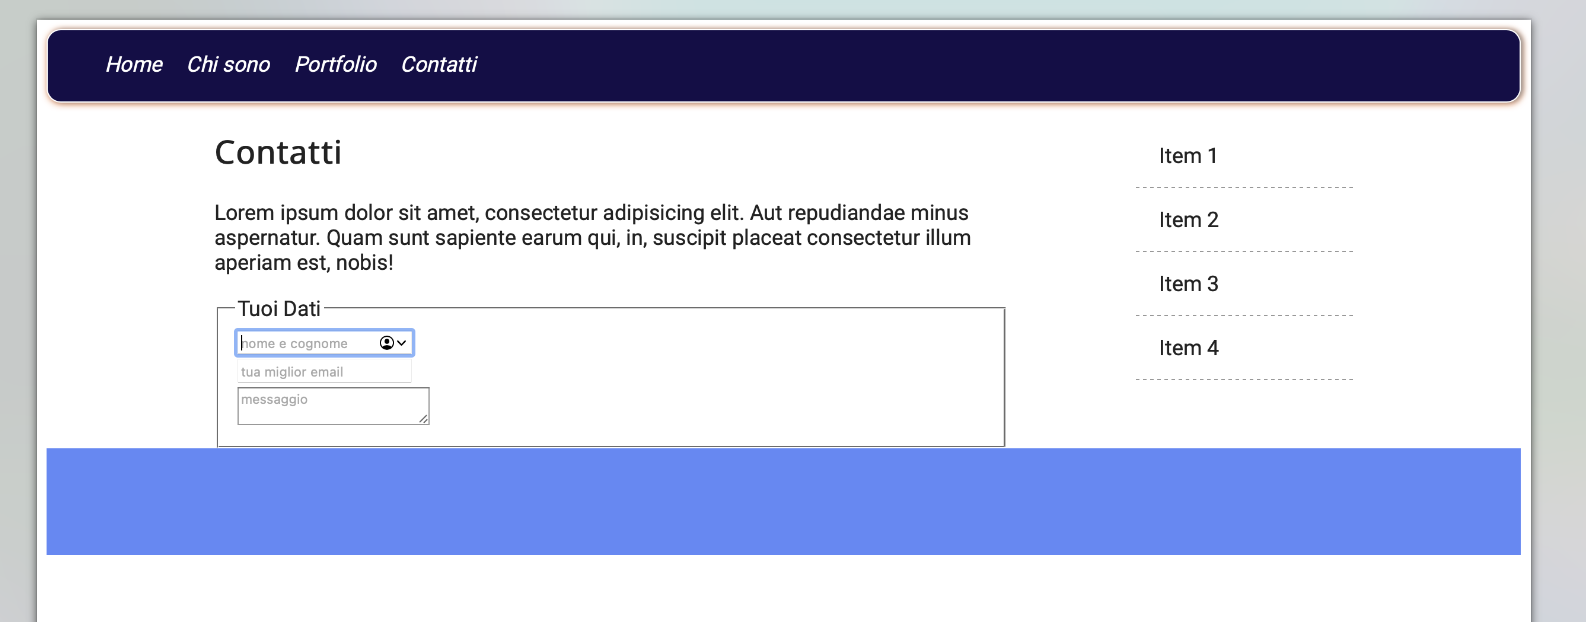 Home Chi sono Portfolio Contatti
Contatti
Lorem ipsum dolor sit amet, consectetur adipisicing elit. Aut repudiandae minus
aspernatur. Quam sunt sapiente earum qui, in, suscipit placeat consectetur illum
aperiam est, nobis!
Tuoi Dati
nome e cognome
tua miglior email
messaggio
Item 1
Item 2
Item 3
Item 4